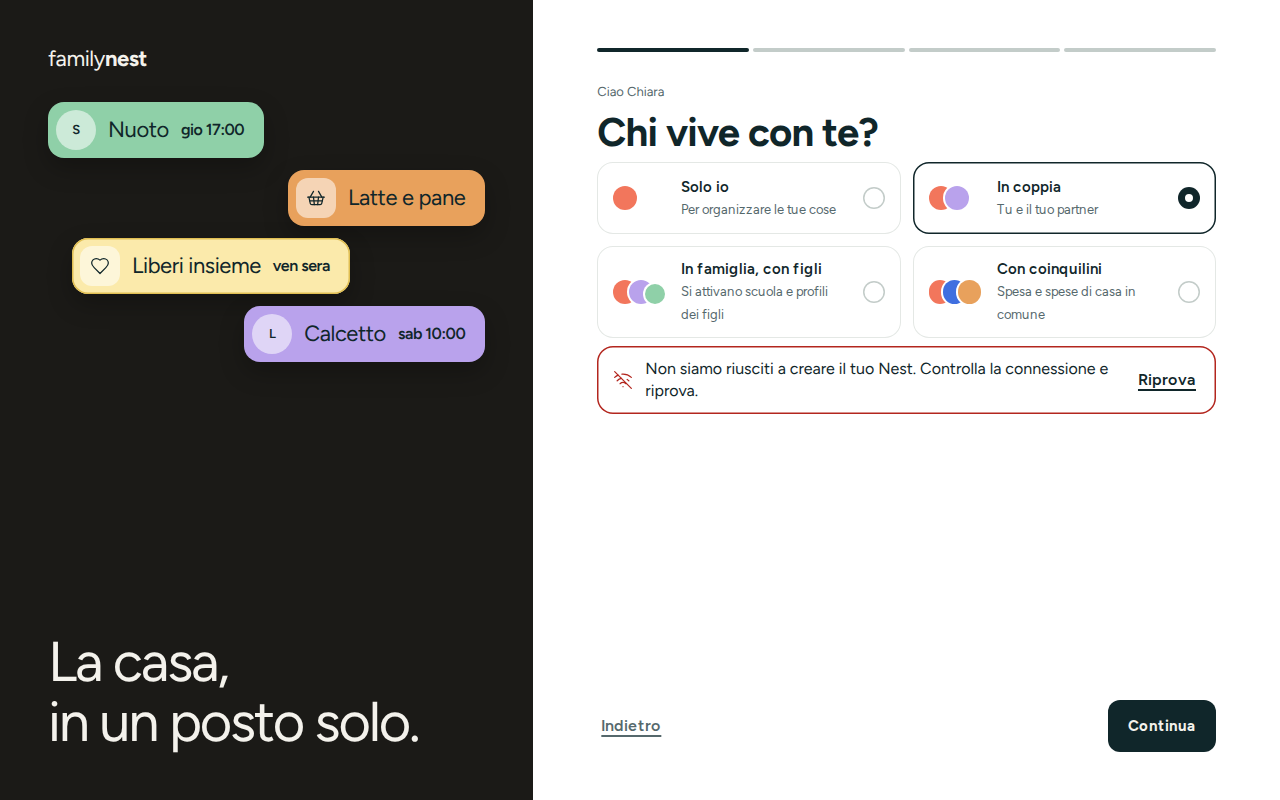 familynest
S Nuoto gio 17:00
Latte e pane
Liberi insieme ven sera
L Calcetto sab 10:00
La casa,
in un posto solo.
Ciao Chiara
Chi vive con te?
Solo io
Per organizzare le tue cose
In coppia
Tu e il tuo partner
In famiglia, con figli
Si attivano scuola e profili
dei figli
Con coinquilini
Spesa e spese di casa in
comune
Non siamo riusciti a creare il tuo Nest. Controlla la connessione e
riprova.
Riprova
Indietro
Continua